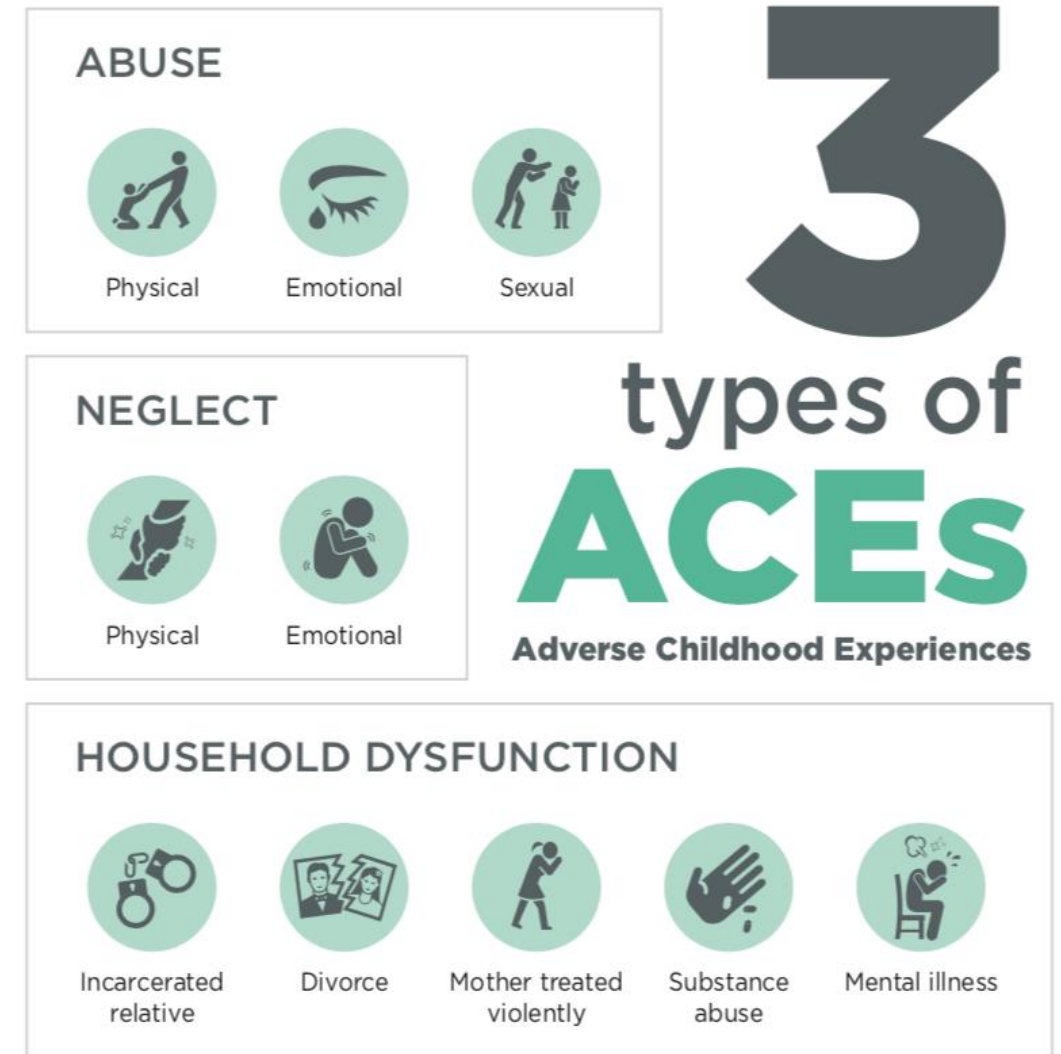 ABUSE
Physical
Emotional
Sexual
3
types of
ACEs
Adverse Childhood Experiences
NEGLECT
Physical
Emotional
HOUSEHOLD DYSFUNCTION
Incarcerated
relative
Divorce
Mother treated
violently
Substance
abuse
Mental illness